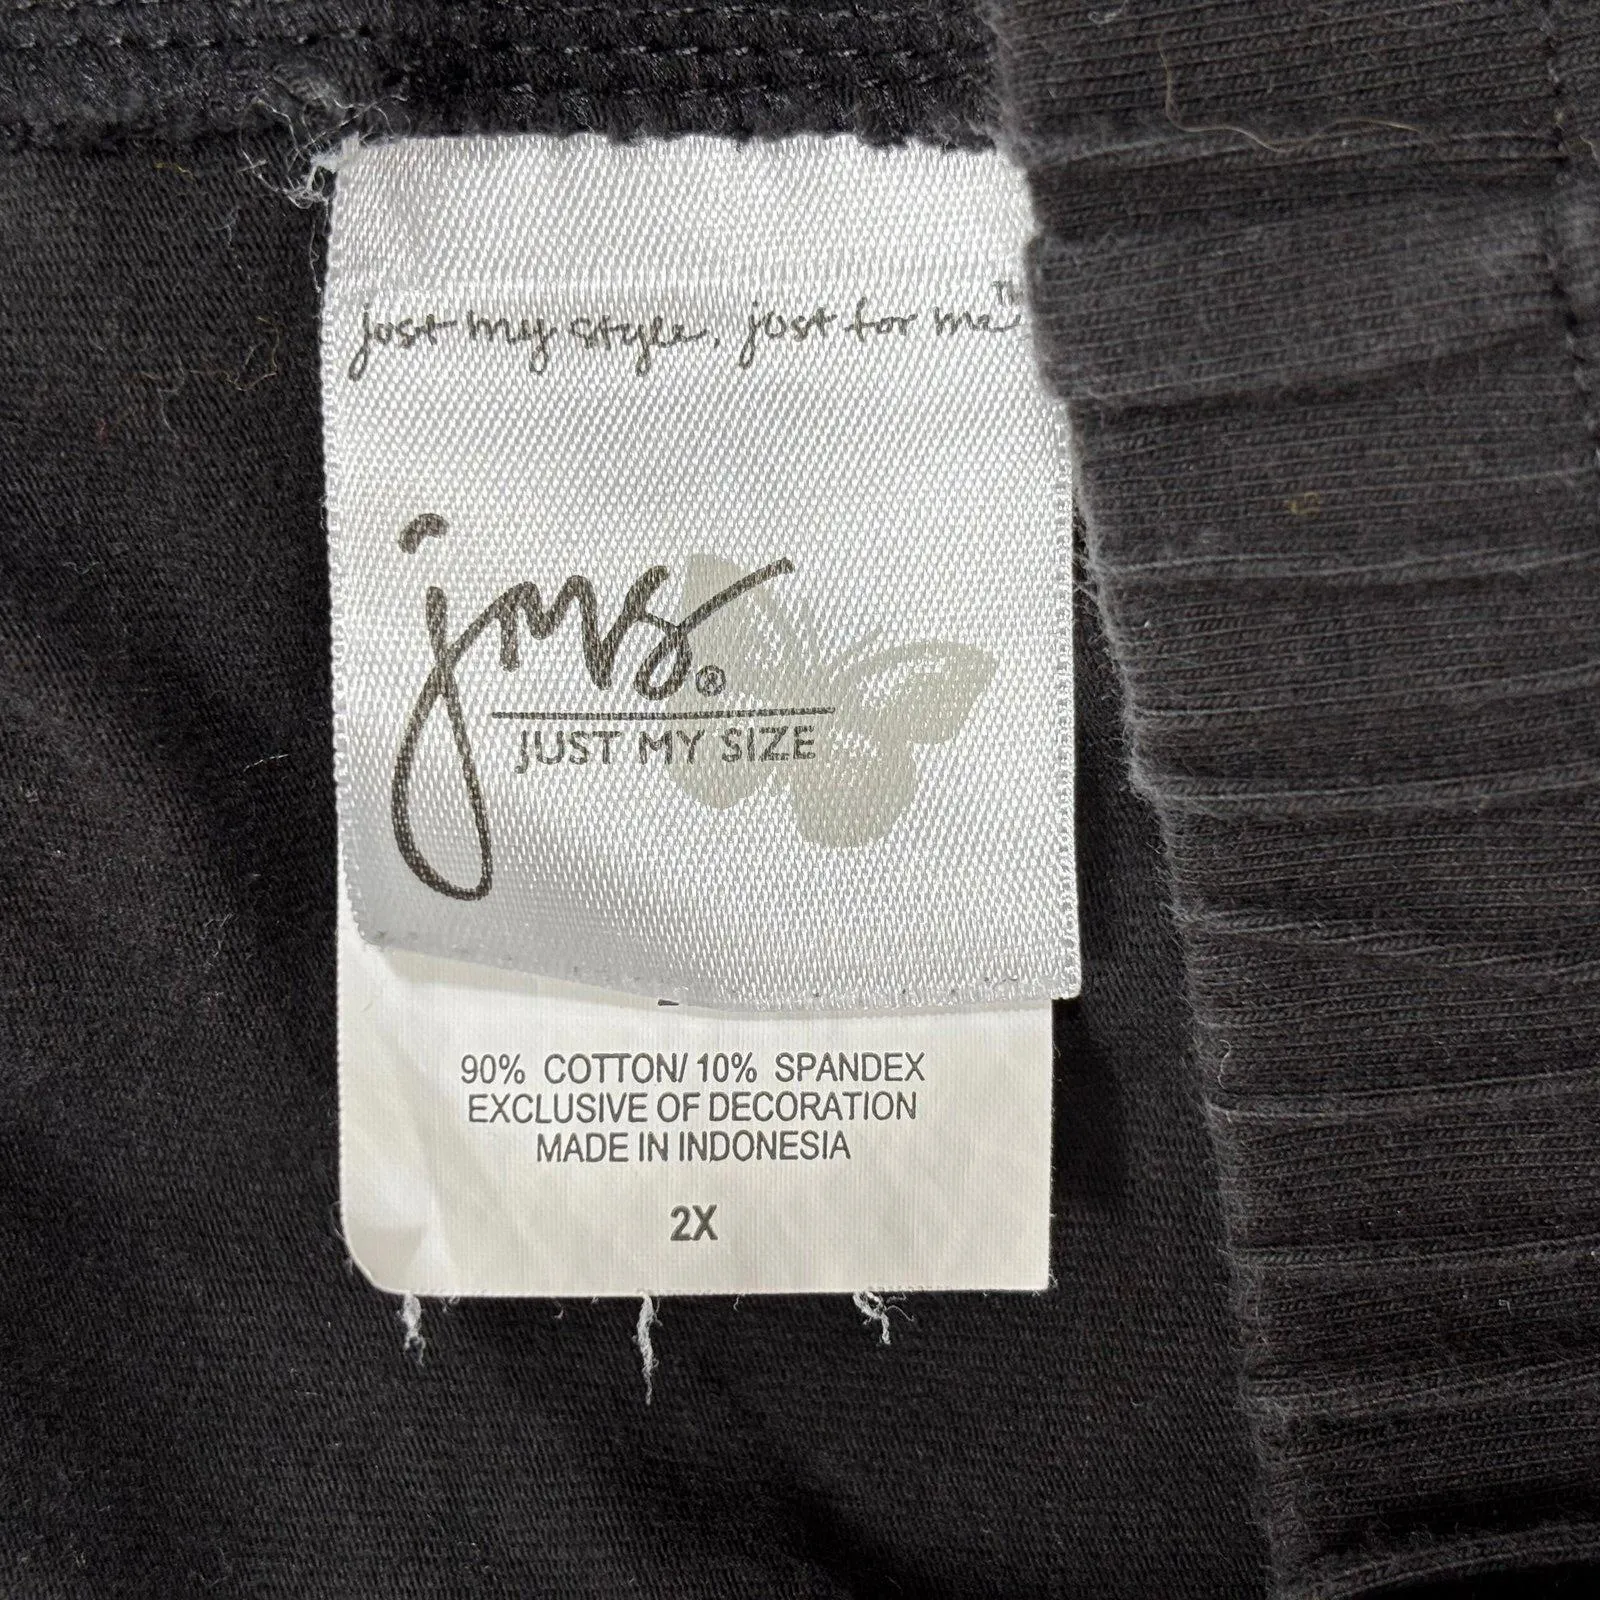 just my style. just for me™
jms®
JUST MY SIZE
90% COTTON/ 10% SPANDEX
EXCLUSIVE OF DECORATION
MADE IN INDONESIA
2X